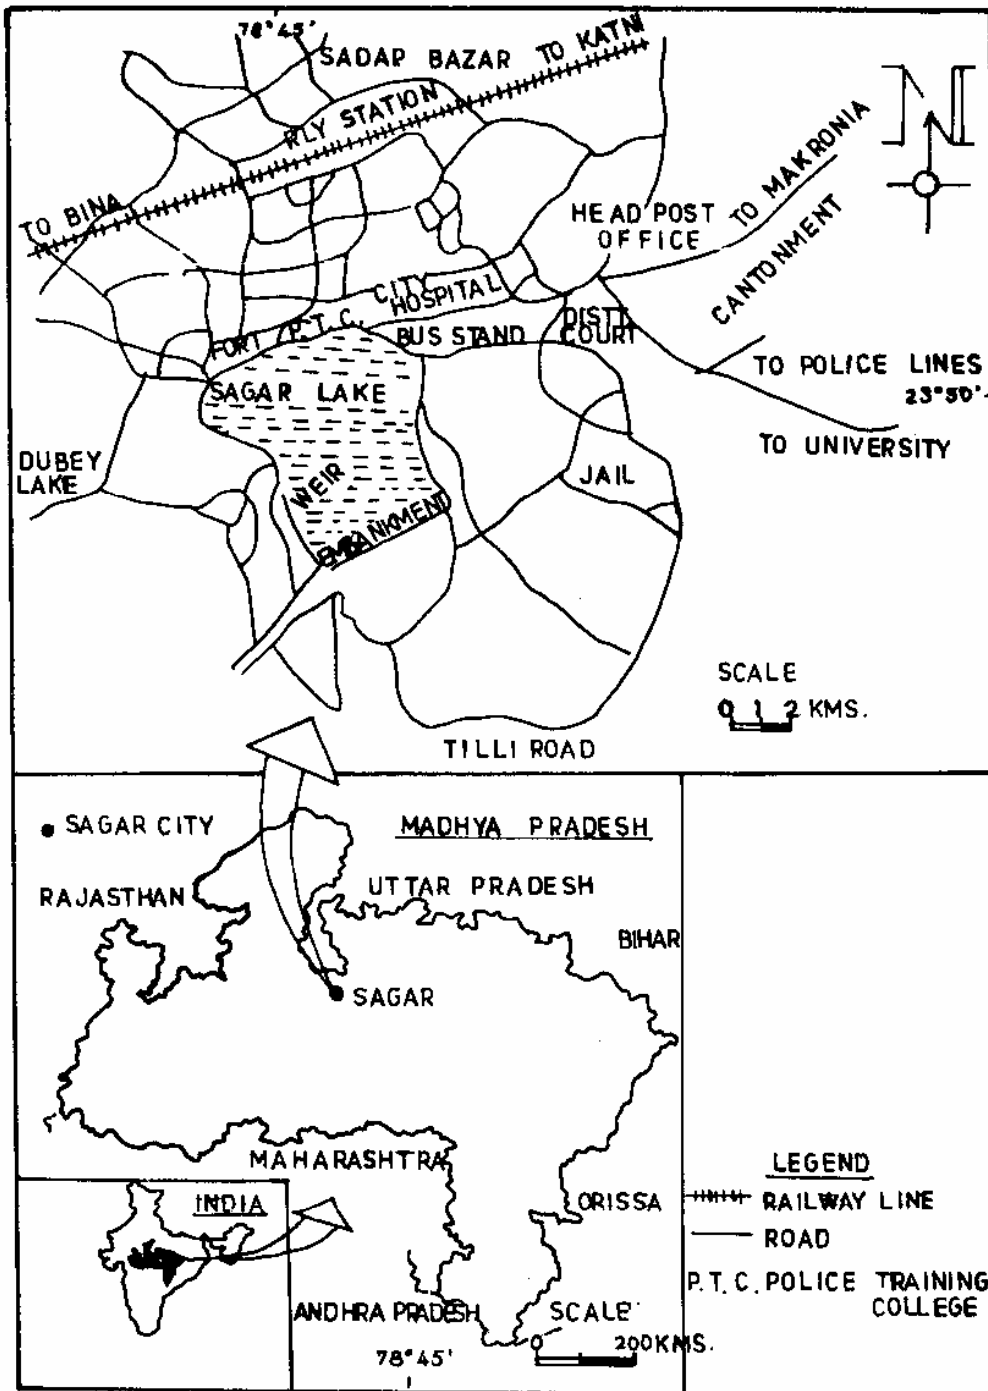 78°45'
SADAP BAZAR
TO KATNI
RLY STATION
TO BINA
N
TO MAKRONIA
HEAD POST
OFFICE
CANTONMENT
CITY
HOSPITAL
P.T.C.
FORT
BUS STAND
DISTT
COURT
TO POLICE LINES
23°50'
SAGAR LAKE
TO UNIVERSITY
DUBEY
LAKE
WEIR
JAIL
EMBANKMENT
SCALE
0 1 2 KMS.
TILLI ROAD
SAGAR CITY
MADHYA PRADESH
RAJASTHAN
UTTAR PRADESH
BIHAR
SAGAR
MAHARASHTRA
ORISSA
INDIA
ANDHRA PRADESH
SCALE
0 200KMS.
78°45'
LEGEND
RAILWAY LINE
ROAD
P.T.C. POLICE TRAINING
COLLEGE